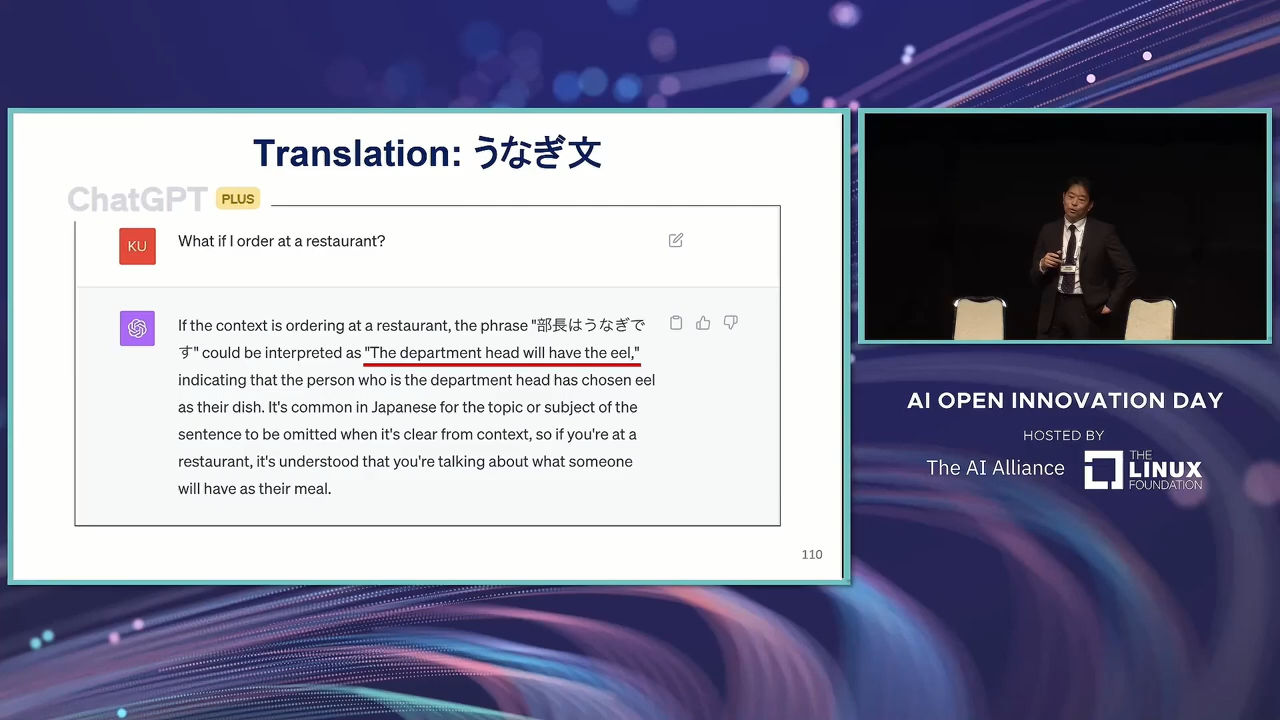 Translation: うなぎ文
ChatGPT PLUS
KU
What if I order at a restaurant?
If the context is ordering at a restaurant, the phrase "部長はうなぎで
す" could be interpreted as "The department head will have the eel,"
indicating that the person who is the department head has chosen eel
as their dish. It's common in Japanese for the topic or subject of the
sentence to be omitted when it's clear from context, so if you're at a
restaurant, it's understood that you're talking about what someone
will have as their meal.
110
AI OPEN INNOVATION DAY
HOSTED BY
The AI Alliance
THE
LINUX
FOUNDATION